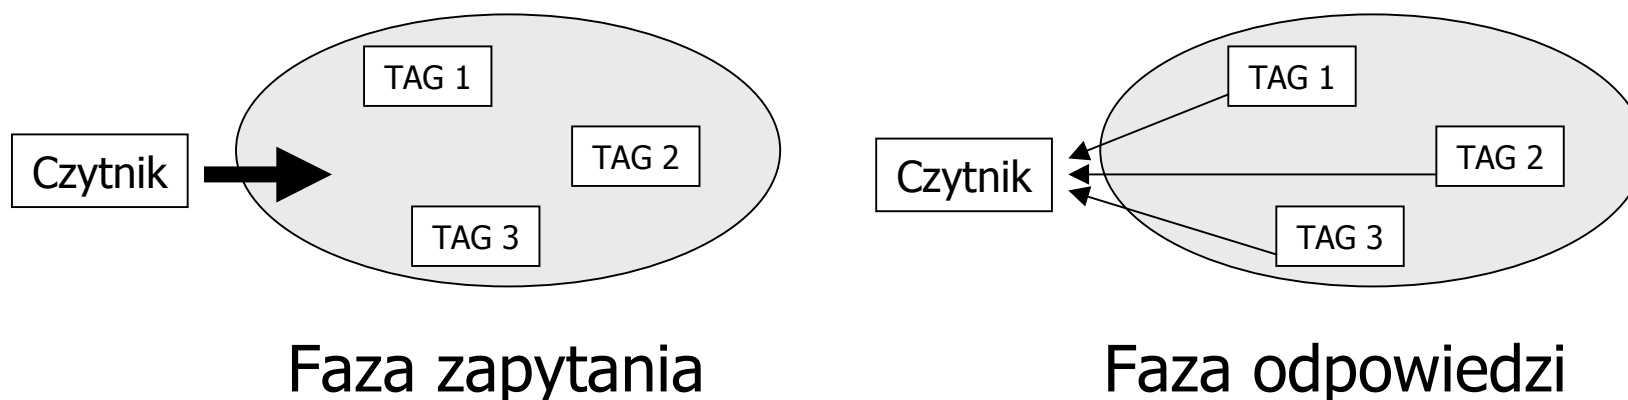 TAG 1
TAG 2
Czytnik
TAG 3
Faza zapytania
TAG 1
TAG 2
Czytnik
TAG 3
Faza odpowiedzi